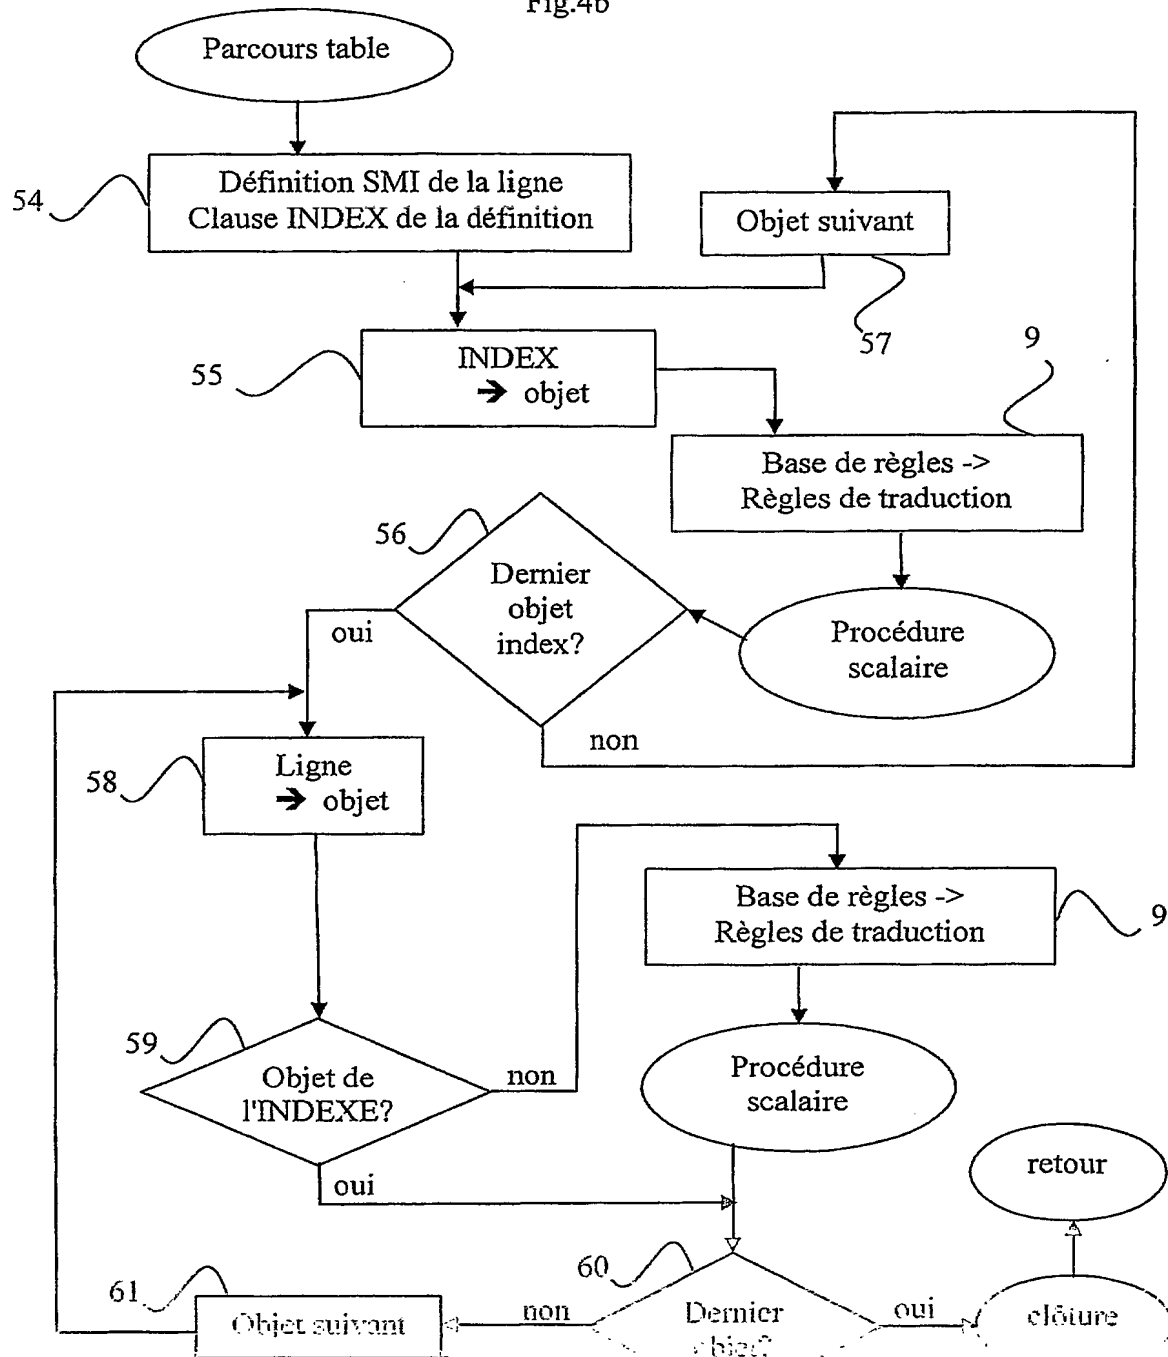 Fig.4b
Parcours table
54
Définition SMI de la ligne
Clause INDEX de la définition
Objet suivant
57
55
INDEX
➔ objet
9
Base de règles ->
Règles de traduction
56
Dernier
objet
index?
oui
non
Procédure
scalaire
58
Ligne
➔ objet
Base de règles ->
Règles de traduction
9
59
Objet de
l'INDEXE?
non
oui
Procédure
scalaire
retour
60
61
Objet suivant
non
Dernier
objet?
oui
clôture